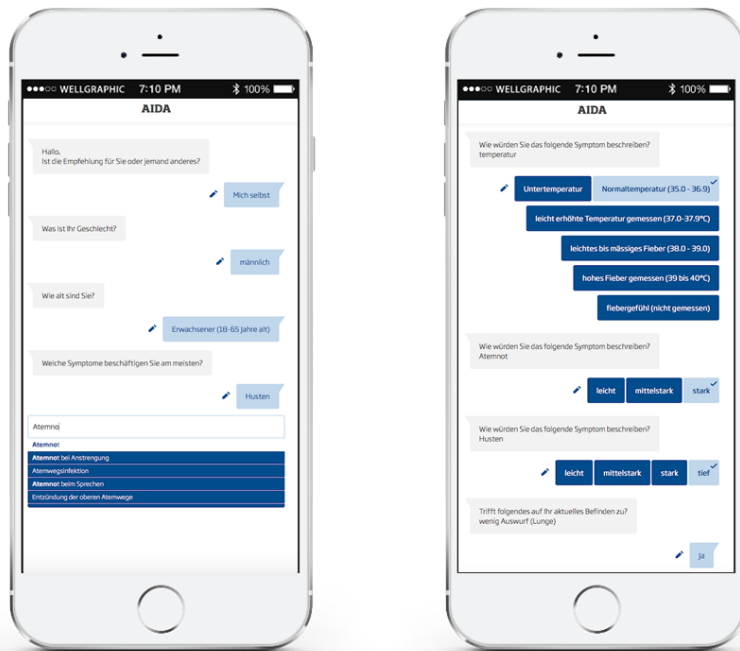 WELLGRAPHIC 7:10 PM 100%
AIDA
Hallo,
Ist die Empfehlung für Sie oder jemand anderes?
Mich selbst
Was ist Ihr Geschlecht?
männlich
Wie alt sind Sie?
Erwachsener (18-65 Jahre alt)
Welche Symptome beschäftigen Sie am meisten?
Husten
Atemno
Atemnot
Atemnot bei Anstrengung
Atemwegsinfektion
Atemnot beim Sprechen
Entzündung der oberen Atemwege
WELLGRAPHIC 7:10 PM 100%
AIDA
Wie würden Sie das folgende Symptom beschreiben?
temperatur
Untertemperatur Normaltemperatur (35.0 - 36.9)
leicht erhöhte Temperatur gemessen (37.0-37.9°C)
leichtes bis mässiges Fieber (38.0 - 39.0)
hohes Fieber gemessen (39 bis 40°C)
fiebergefühl (nicht gemessen)
Wie würden Sie das folgende Symptom beschreiben?
Atemnot
leicht mittelstark stark
Wie würden Sie das folgende Symptom beschreiben?
Husten
leicht mittelstark stark tief
Trifft folgendes auf Ihr aktuelles Befinden zu?
wenig Auswurf (Lunge)
ja